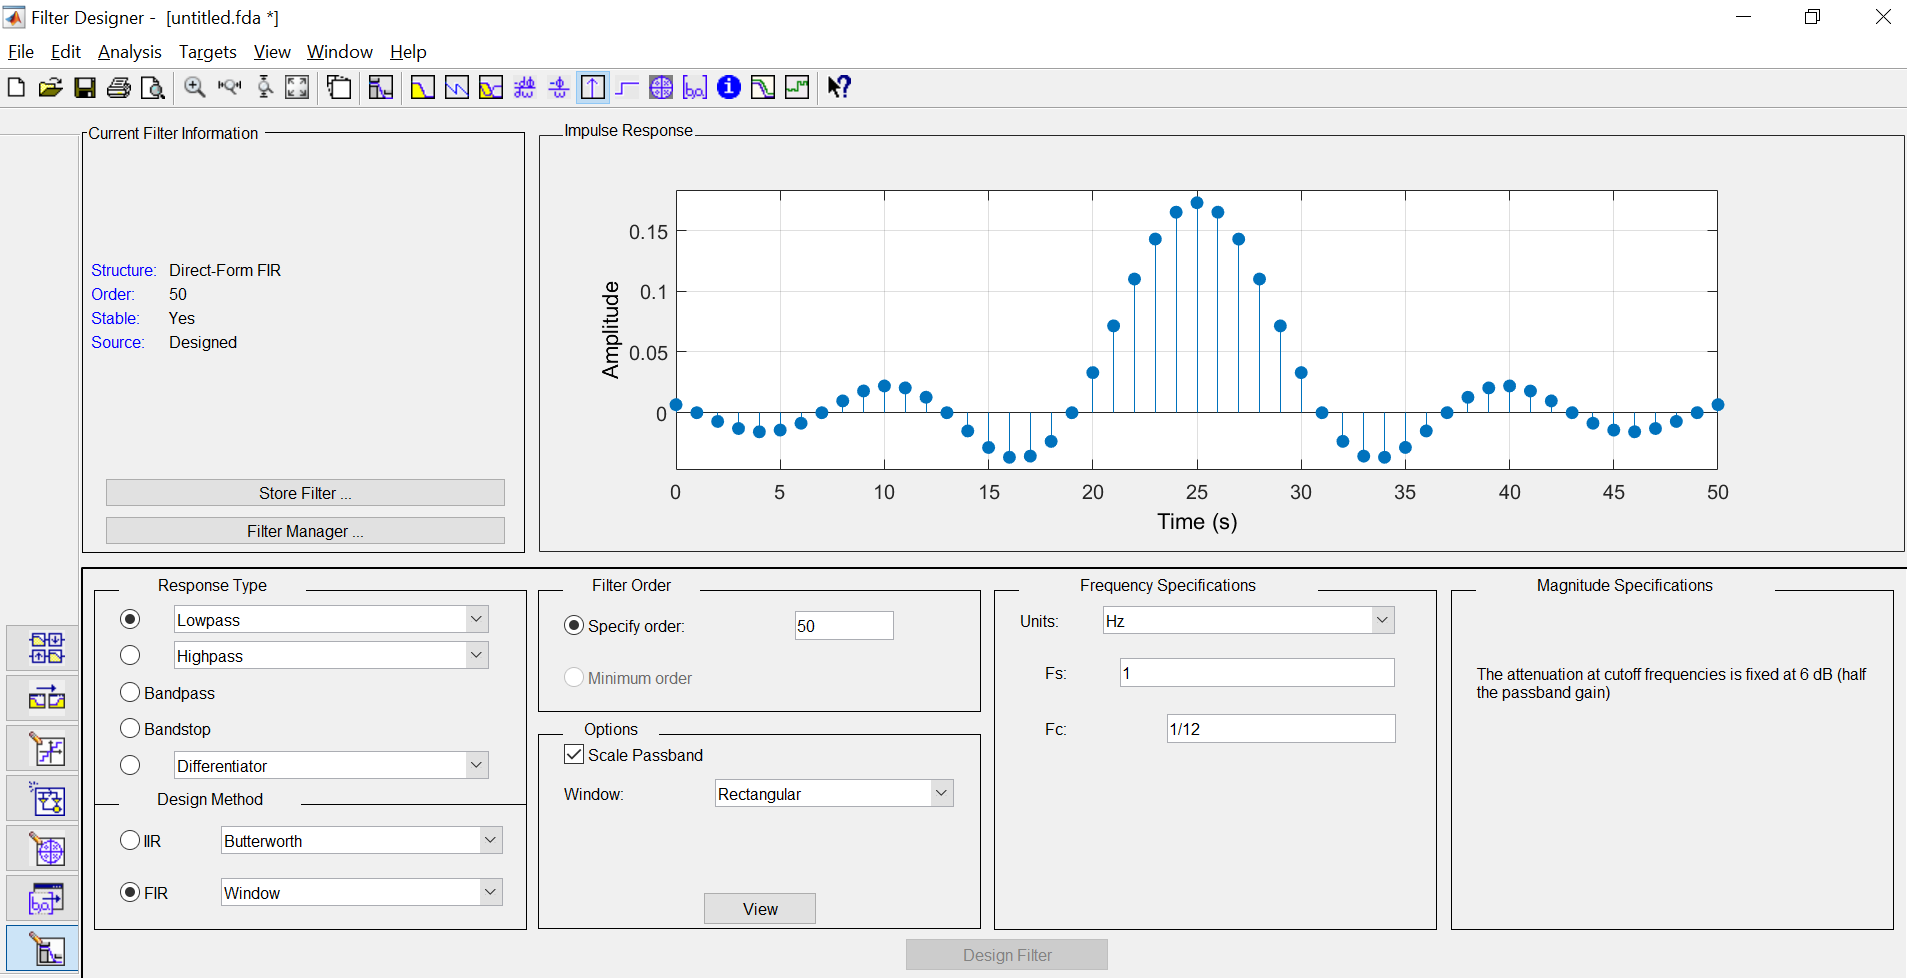 Filter Designer - [untitled.fda *]
File Edit Analysis Targets View Window Help
Current Filter Information
Structure: Direct-Form FIR
Order: 50
Stable: Yes
Source: Designed
Store Filter ...
Filter Manager ...
Impulse Response
Amplitude
0.15
0.1
0.05
0
0 5 10 15 20 25 30 35 40 45 50
Time (s)
Response Type
Lowpass
Highpass
Bandpass
Bandstop
Differentiator
Design Method
IIR Butterworth
FIR Window
Filter Order
Specify order: 50
Minimum order
Options
Scale Passband
Window: Rectangular
View
Frequency Specifications
Units: Hz
Fs: 1
Fc: 1/12
Magnitude Specifications
The attenuation at cutoff frequencies is fixed at 6 dB (half
the passband gain)
Design Filter